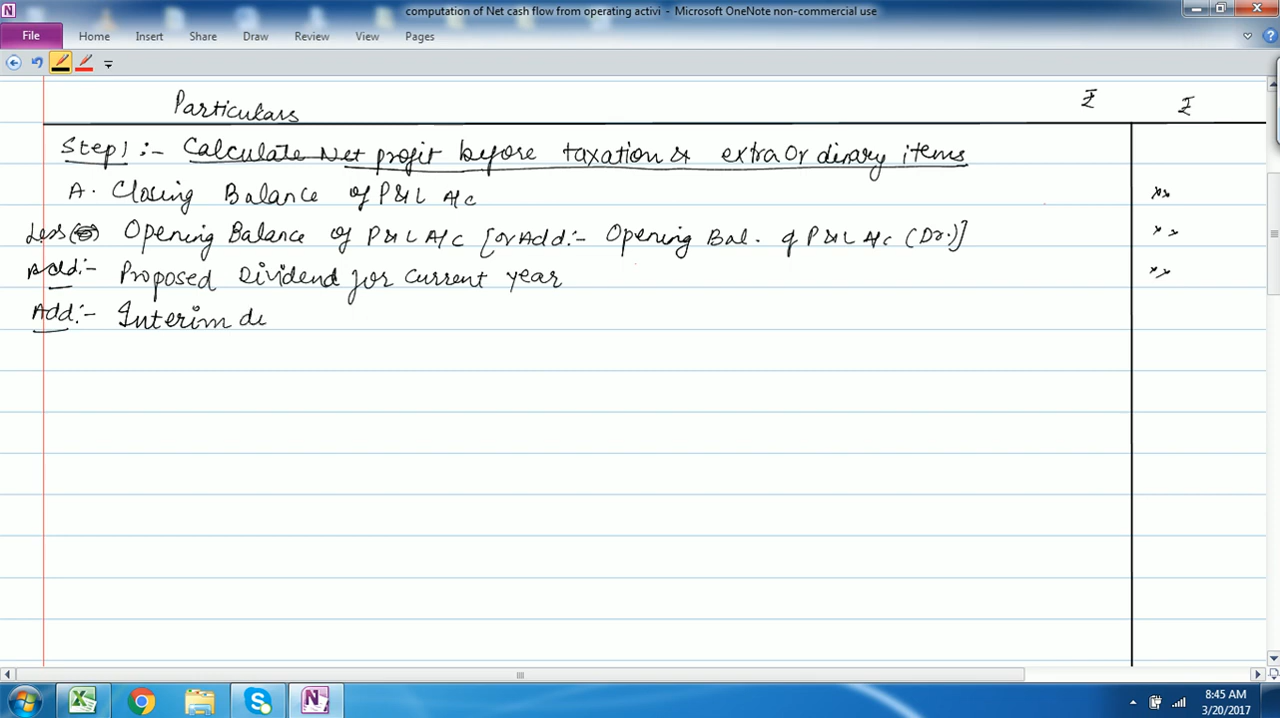 computation of Net cash flow from operating activi - Microsoft OneNote non-commercial use
File Home Insert Share Draw Review View Pages
Particulars ₹ ₹
Step1 :- Calculate Net profit before taxation & extraordinary items
A. Closing Balance of P&L A/c xx
Less Opening Balance of P&L A/c [or Add:- Opening Bal. of P&L A/c (Dr.)] xx
Add:- Proposed Dividend for current year xx
Add:- Interim de
8:45 AM
3/20/2017